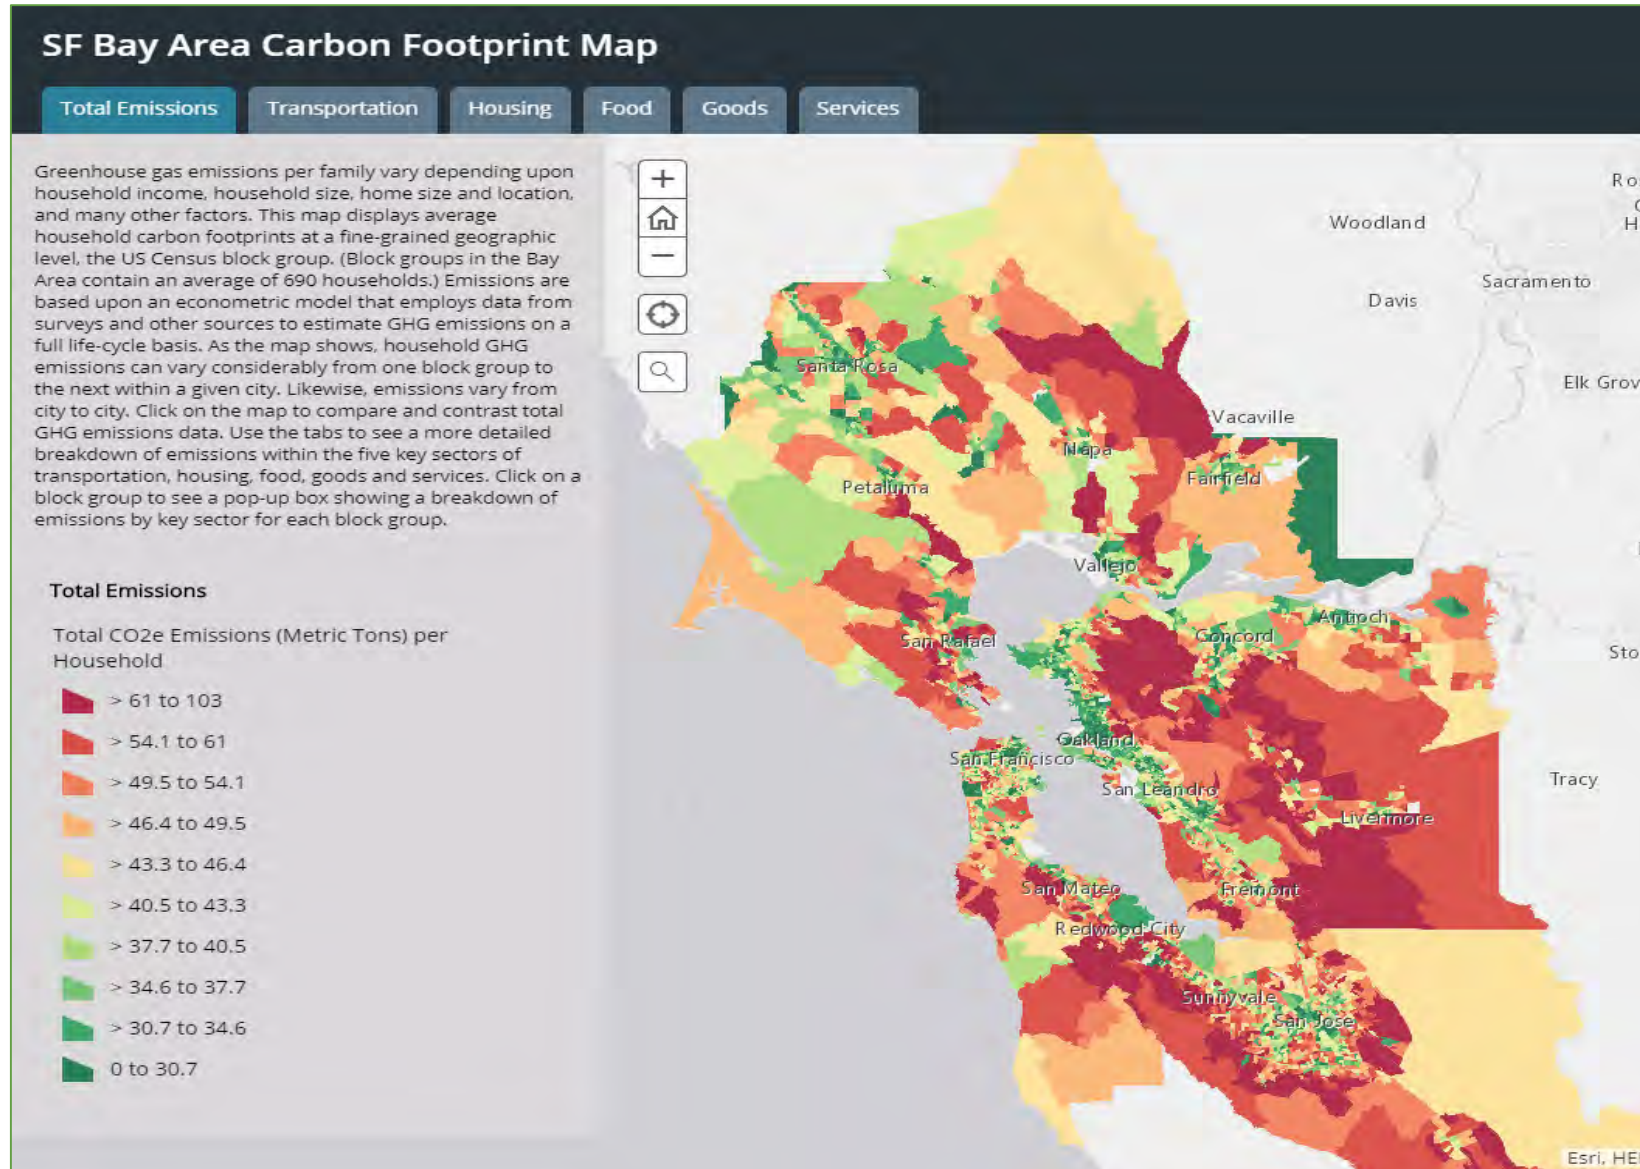 SF Bay Area Carbon Footprint Map
Total Emissions
Transportation
Housing
Food
Goods
Services
Greenhouse gas emissions per family vary depending upon
household income, household size, home size and location,
and many other factors. This map displays average
household carbon footprints at a fine-grained geographic
level, the US Census block group. (Block groups in the Bay
Area contain an average of 690 households.) Emissions are
based upon an econometric model that employs data from
surveys and other sources to estimate GHG emissions on a
full life-cycle basis. As the map shows, household GHG
emissions can vary considerably from one block group to
the next within a given city. Likewise, emissions vary from
city to city. Click on the map to compare and contrast total
GHG emissions data. Use the tabs to see a more detailed
breakdown of emissions within the five key sectors of
transportation, housing, food, goods and services. Click on a
block group to see a pop-up box showing a breakdown of
emissions by key sector for each block group.
Total Emissions
Total CO2e Emissions (Metric Tons) per
Household
> 61 to 103
> 54.1 to 61
> 49.5 to 54.1
> 46.4 to 49.5
> 43.3 to 46.4
> 40.5 to 43.3
> 37.7 to 40.5
> 34.6 to 37.7
> 30.7 to 34.6
0 to 30.7
+
−
Ro
Woodland
H
Sacramento
Davis
Santa Rosa
Elk Grov
Vacaville
Napa
Fairfield
Petaluma
Vallejo
Antioch
Concord
San Rafael
Sto
Oakland
San Francisco
Tracy
San Leandro
Livermore
San Mateo
Fremont
Redwood City
Sunnyvale
San Jose
Esri, HE